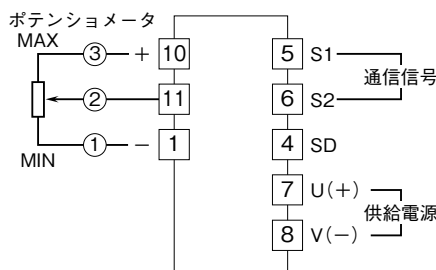 ポテンショメータ
MAX
③ + 10
② 11
① − 1
MIN
5 S1
6 S2
通信信号
4 SD
7 U(+)
8 V(−)
供給電源